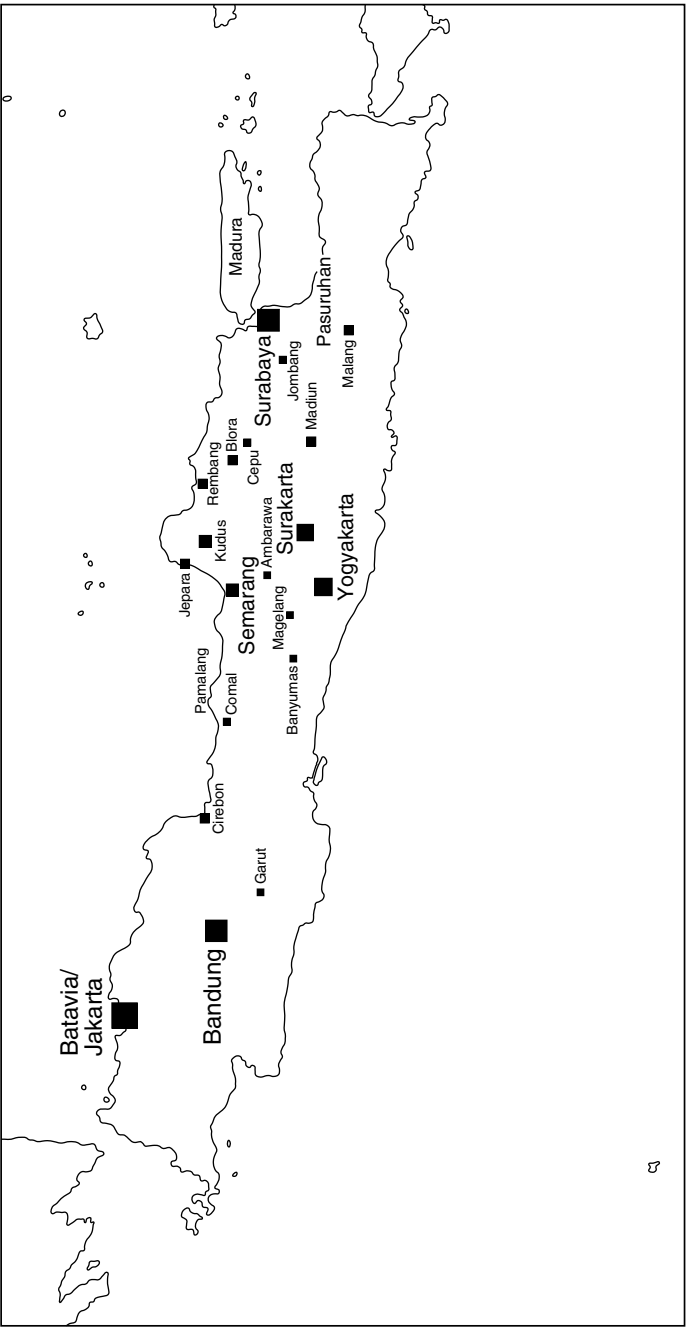 Batavia/
Jakarta
Bandung
Garut
Cirebon
Pamalang
Comal
Banyumas
Magelang
Semarang
Jepara
Kudus
Ambarawa
Yogyakarta
Surakarta
Rembang
Blora
Cepu
Madiun
Surabaya
Jombang
Malang
Pasuruhan
Madura